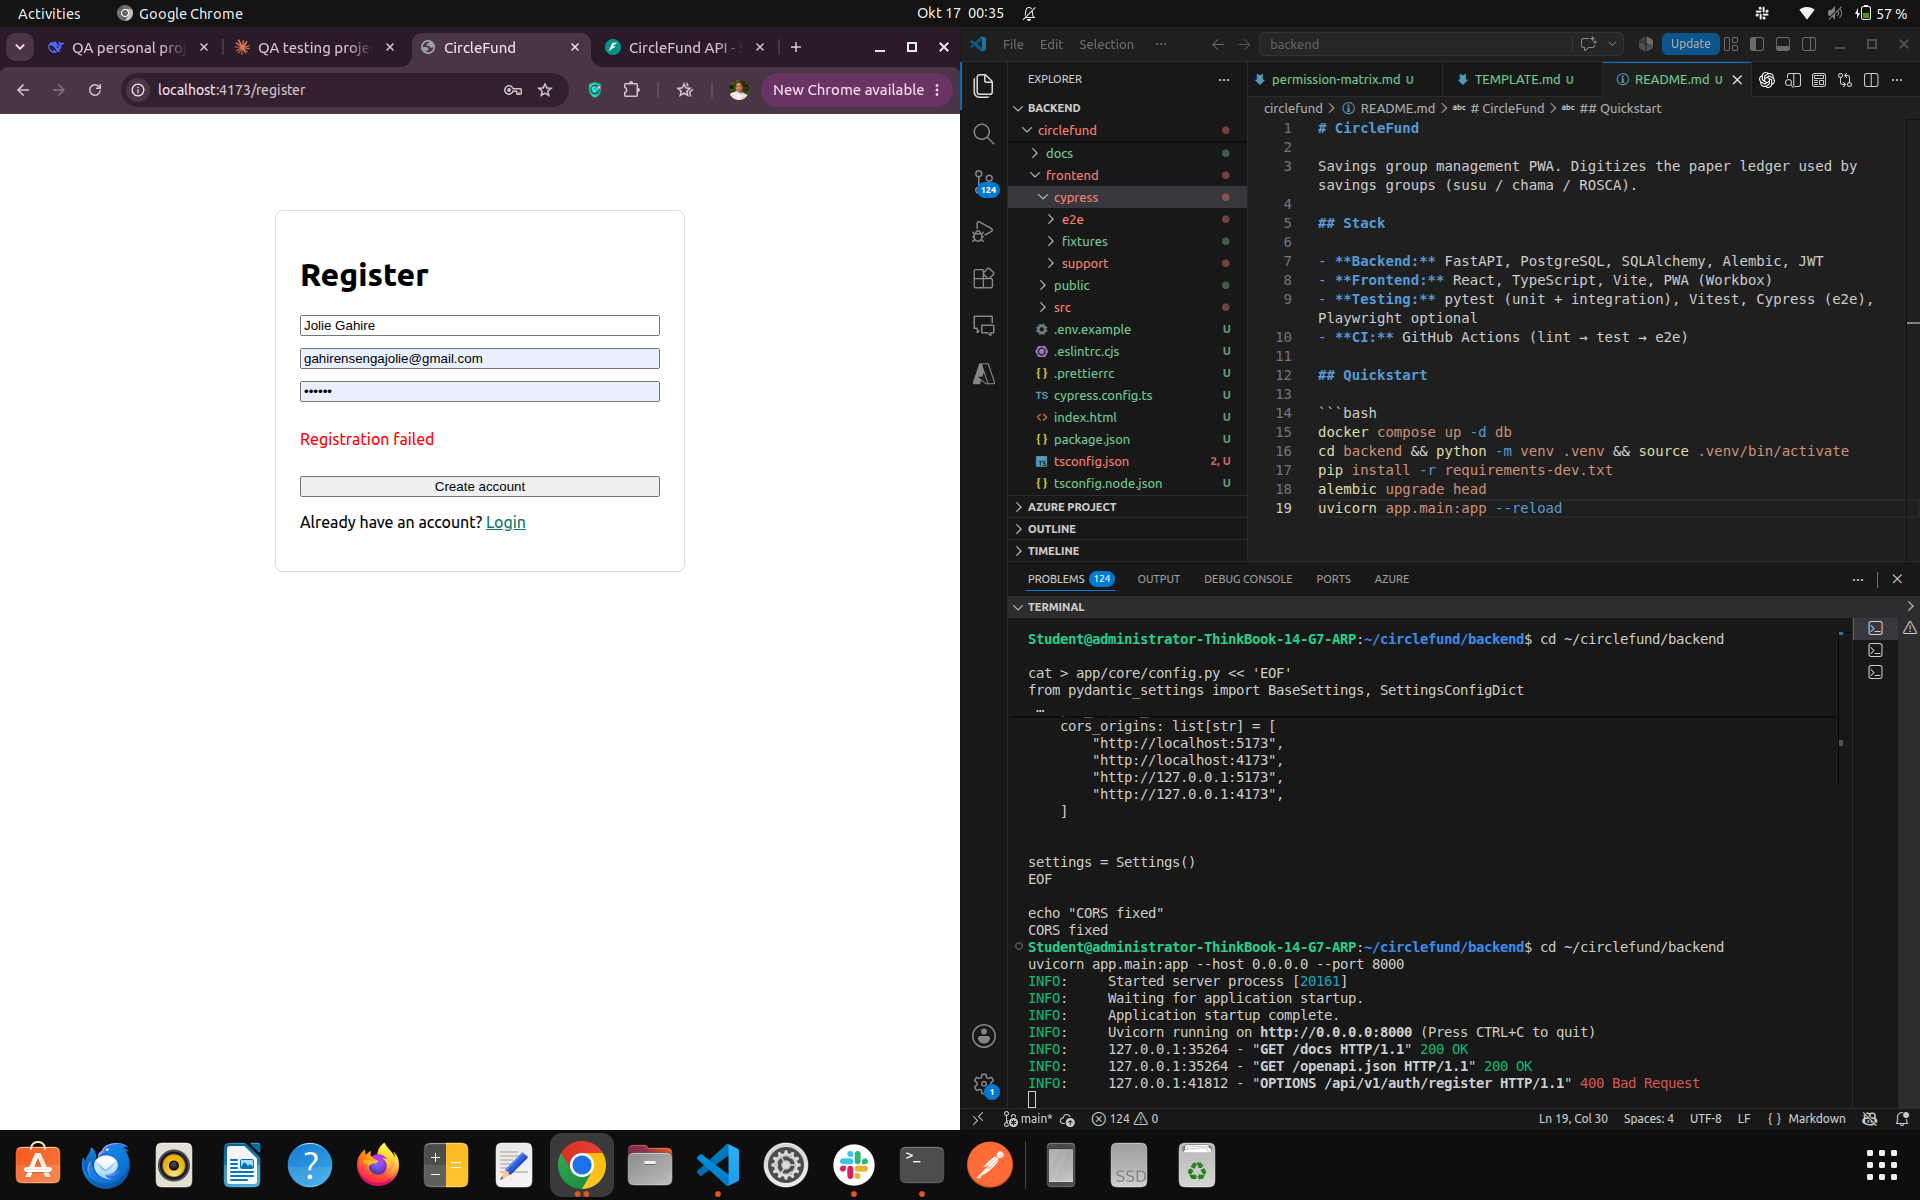 Activities
Google Chrome
Okt 17 00:35
57 %
QA personal pro
QA testing proje
CircleFund
CircleFund API - S
localhost:4173/register
New Chrome available
Register
Jolie Gahire
gahirensengajolie@gmail.com
••••••
Registration failed
Create account
Already have an account? Login
File Edit Selection ···
backend
Update
EXPLORER
BACKEND
circlefund
docs
frontend
cypress
e2e
fixtures
support
public
src
.env.example U
.eslintrc.cjs U
.prettierrc U
TS cypress.config.ts U
index.html U
package.json U
tsconfig.json 2, U
tsconfig.node.json U
AZURE PROJECT
OUTLINE
TIMELINE
124
1
permission-matrix.md U
TEMPLATE.md U
README.md U
circlefund > README.md > abc # CircleFund > abc ## Quickstart
1 # CircleFund
2
3 Savings group management PWA. Digitizes the paper ledger used by
savings groups (susu / chama / ROSCA).
4
5 ## Stack
6
7 - **Backend:** FastAPI, PostgreSQL, SQLAlchemy, Alembic, JWT
8 - **Frontend:** React, TypeScript, Vite, PWA (Workbox)
9 - **Testing:** pytest (unit + integration), Vitest, Cypress (e2e),
Playwright optional
10 - **CI:** GitHub Actions (lint → test → e2e)
11
12 ## Quickstart
13
14 ```bash
15 docker compose up -d db
16 cd backend && python -m venv .venv && source .venv/bin/activate
17 pip install -r requirements-dev.txt
18 alembic upgrade head
19 uvicorn app.main:app --reload
PROBLEMS 124 OUTPUT DEBUG CONSOLE PORTS AZURE
TERMINAL
Student@administrator-ThinkBook-14-G7-ARP:~/circlefund/backend$ cd ~/circlefund/backend
cat > app/core/config.py << 'EOF'
from pydantic_settings import BaseSettings, SettingsConfigDict
…
cors_origins: list[str] = [
"http://localhost:5173",
"http://localhost:4173",
"http://127.0.0.1:5173",
"http://127.0.0.1:4173",
]
settings = Settings()
EOF
echo "CORS fixed"
CORS fixed
Student@administrator-ThinkBook-14-G7-ARP:~/circlefund/backend$ cd ~/circlefund/backend
uvicorn app.main:app --host 0.0.0.0 --port 8000
INFO: Started server process [20161]
INFO: Waiting for application startup.
INFO: Application startup complete.
INFO: Uvicorn running on http://0.0.0.0:8000 (Press CTRL+C to quit)
INFO: 127.0.0.1:35264 - "GET /docs HTTP/1.1" 200 OK
INFO: 127.0.0.1:35264 - "GET /openapi.json HTTP/1.1" 200 OK
INFO: 127.0.0.1:41812 - "OPTIONS /api/v1/auth/register HTTP/1.1" 400 Bad Request
main* 124 0 Ln 19, Col 30 Spaces: 4 UTF-8 LF { } Markdown
SSD